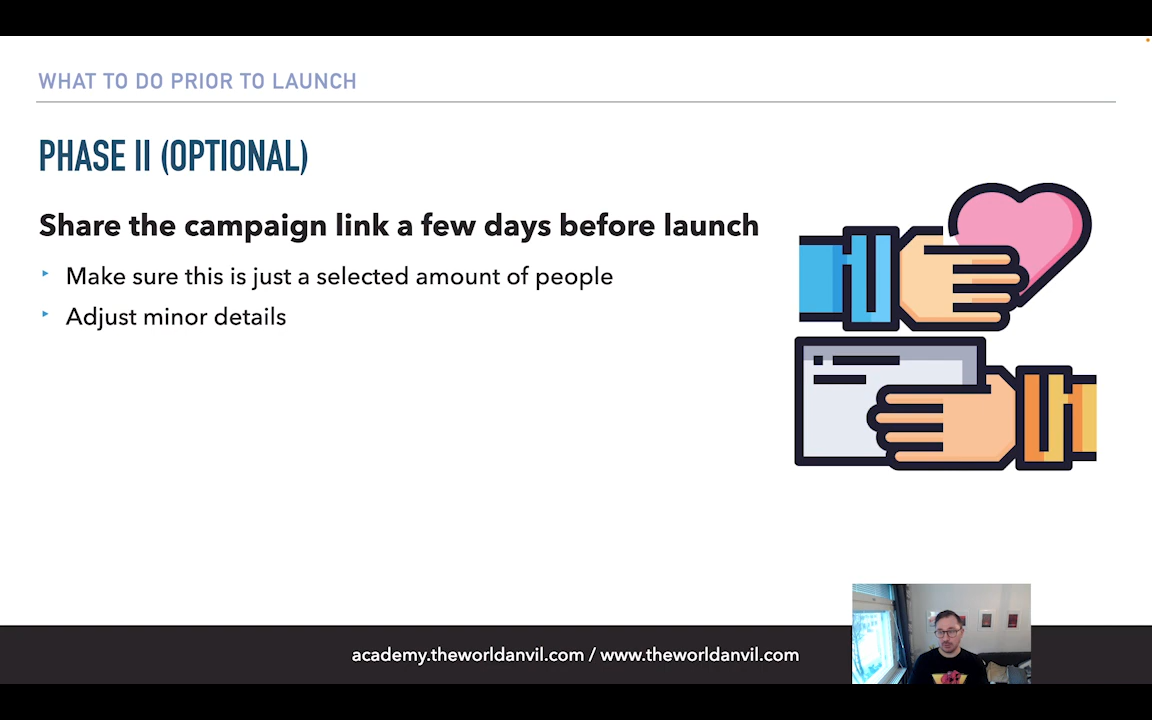 WHAT TO DO PRIOR TO LAUNCH
PHASE II (OPTIONAL)
Share the campaign link a few days before launch
Make sure this is just a selected amount of people
Adjust minor details
academy.theworldanvil.com / www.theworldanvil.com